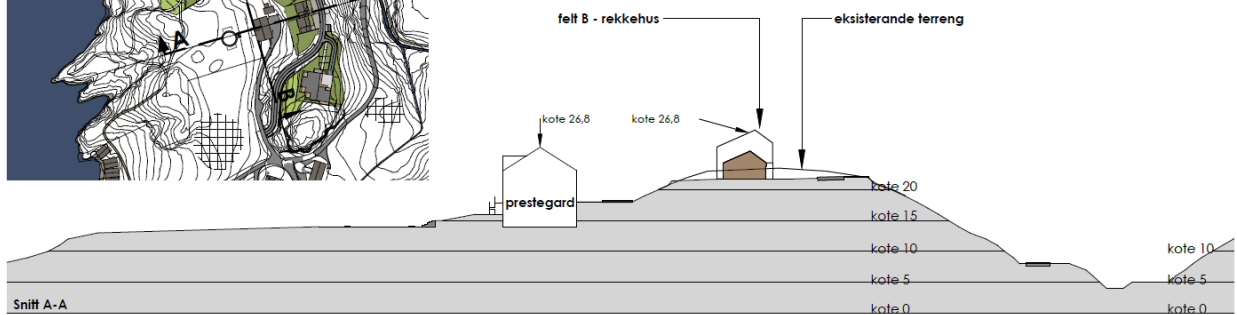 A
B
felt B - rekkehus
eksisterande terreng
kote 26,8
kote 26,8
prestegard
kote 20
kote 15
kote 10
kote 10
kote 5
kote 5
Snitt A-A
kote 0
kote 0